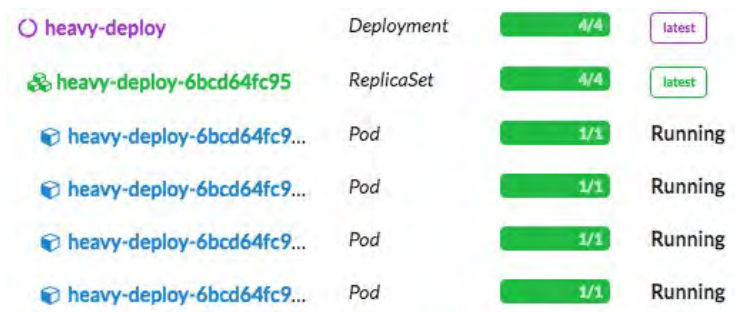 heavy-deploy Deployment 4/4 latest
heavy-deploy-6bcd64fc95 ReplicaSet 4/4 latest
heavy-deploy-6bcd64fc9... Pod 1/1 Running
heavy-deploy-6bcd64fc9... Pod 1/1 Running
heavy-deploy-6bcd64fc9... Pod 1/1 Running
heavy-deploy-6bcd64fc9... Pod 1/1 Running